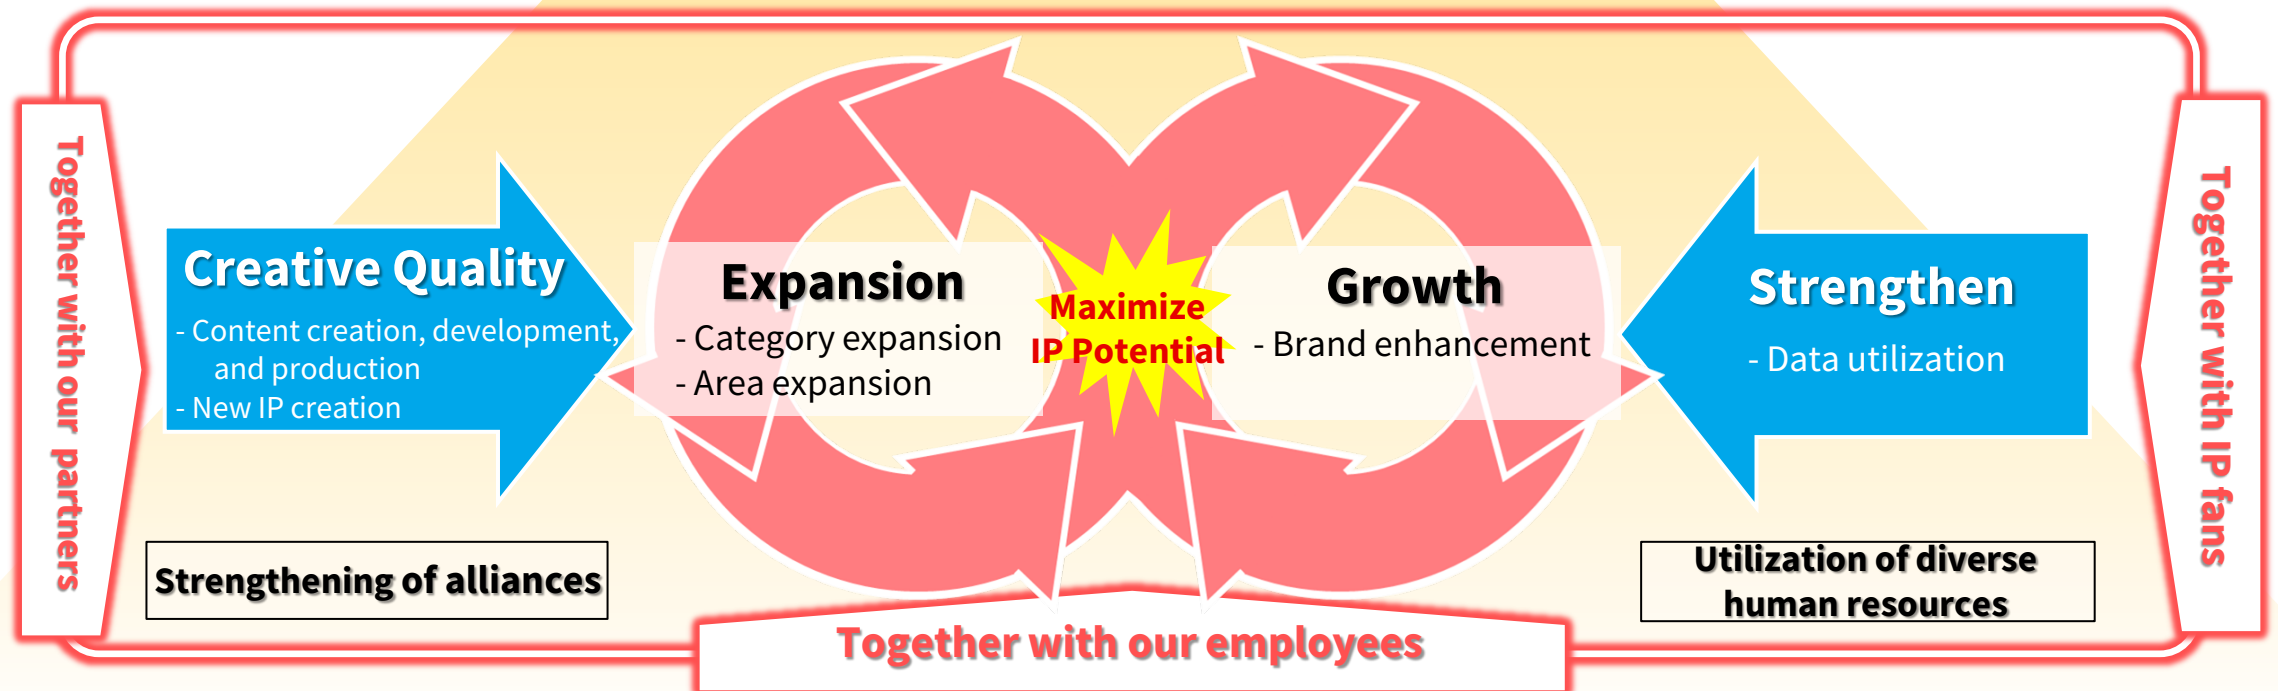 Together with our partners
Creative Quality
- Content creation, development,
and production
- New IP creation
Strengthening of alliances
Expansion
- Category expansion
- Area expansion
Maximize
IP Potential
Growth
- Brand enhancement
Strengthen
- Data utilization
Utilization of diverse
human resources
Together with IP fans
Together with our employees